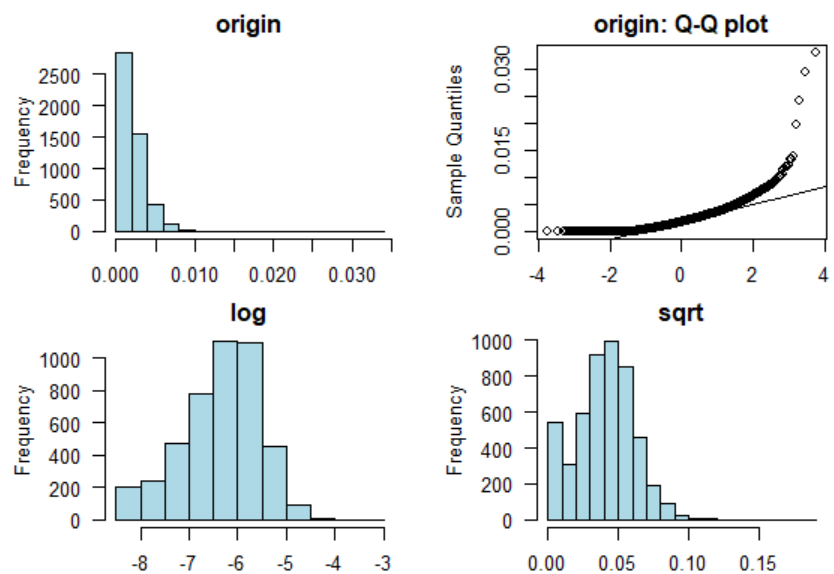 origin
Frequency
2500
2000
1500
1000
500
0
0.000 0.010 0.020 0.030
origin: Q-Q plot
Sample Quantiles
0.030
0.015
0.000
-4 -2 0 2 4
log
Frequency
1000
800
600
400
200
0
-8 -7 -6 -5 -4 -3
sqrt
Frequency
1000
800
600
400
200
0
0.00 0.05 0.10 0.15